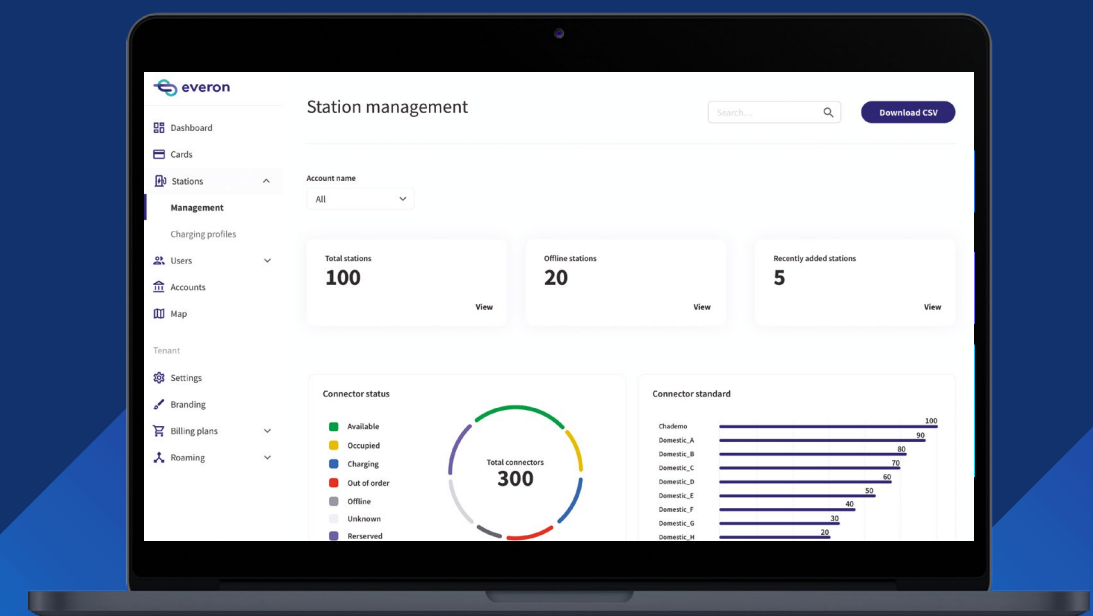 everon
Dashboard
Cards
Stations
Management
Charging profiles
Users
Accounts
Map
Tenant
Settings
Branding
Billing plans
Roaming
Station management
Search...
Download CSV
Account name
All
Total stations
100
View
Offline stations
20
View
Recently added stations
5
View
Connector status
Available
Occupied
Charging
Out of order
Offline
Unknown
Rerserved
Total connectors
300
Connector standard
Chademo 100
Domestic_A 90
Domestic_B 80
Domestic_C 70
Domestic_D 60
Domestic_E 50
Domestic_F 40
Domestic_G 30
Domestic_H 20